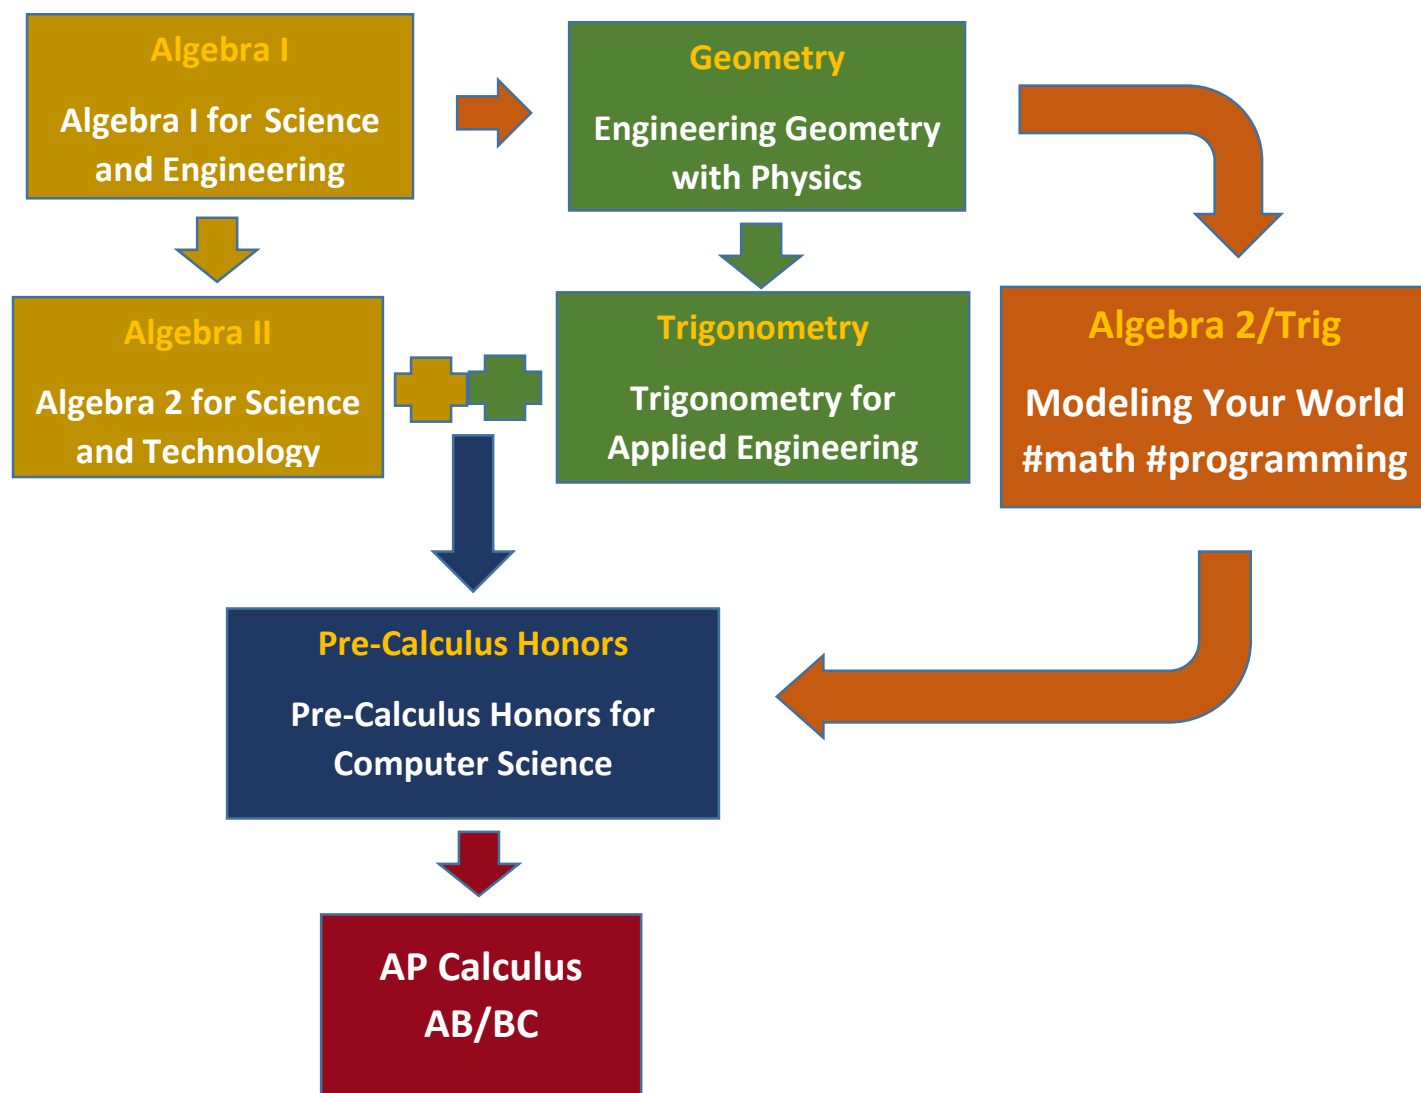 Algebra I
Algebra I for Science
and Engineering
Geometry
Engineering Geometry
with Physics
Algebra II
Algebra 2 for Science
and Technology
Trigonometry
Trigonometry for
Applied Engineering
Algebra 2/Trig
Modeling Your World
#math #programming
Pre-Calculus Honors
Pre-Calculus Honors for
Computer Science
AP Calculus
AB/BC